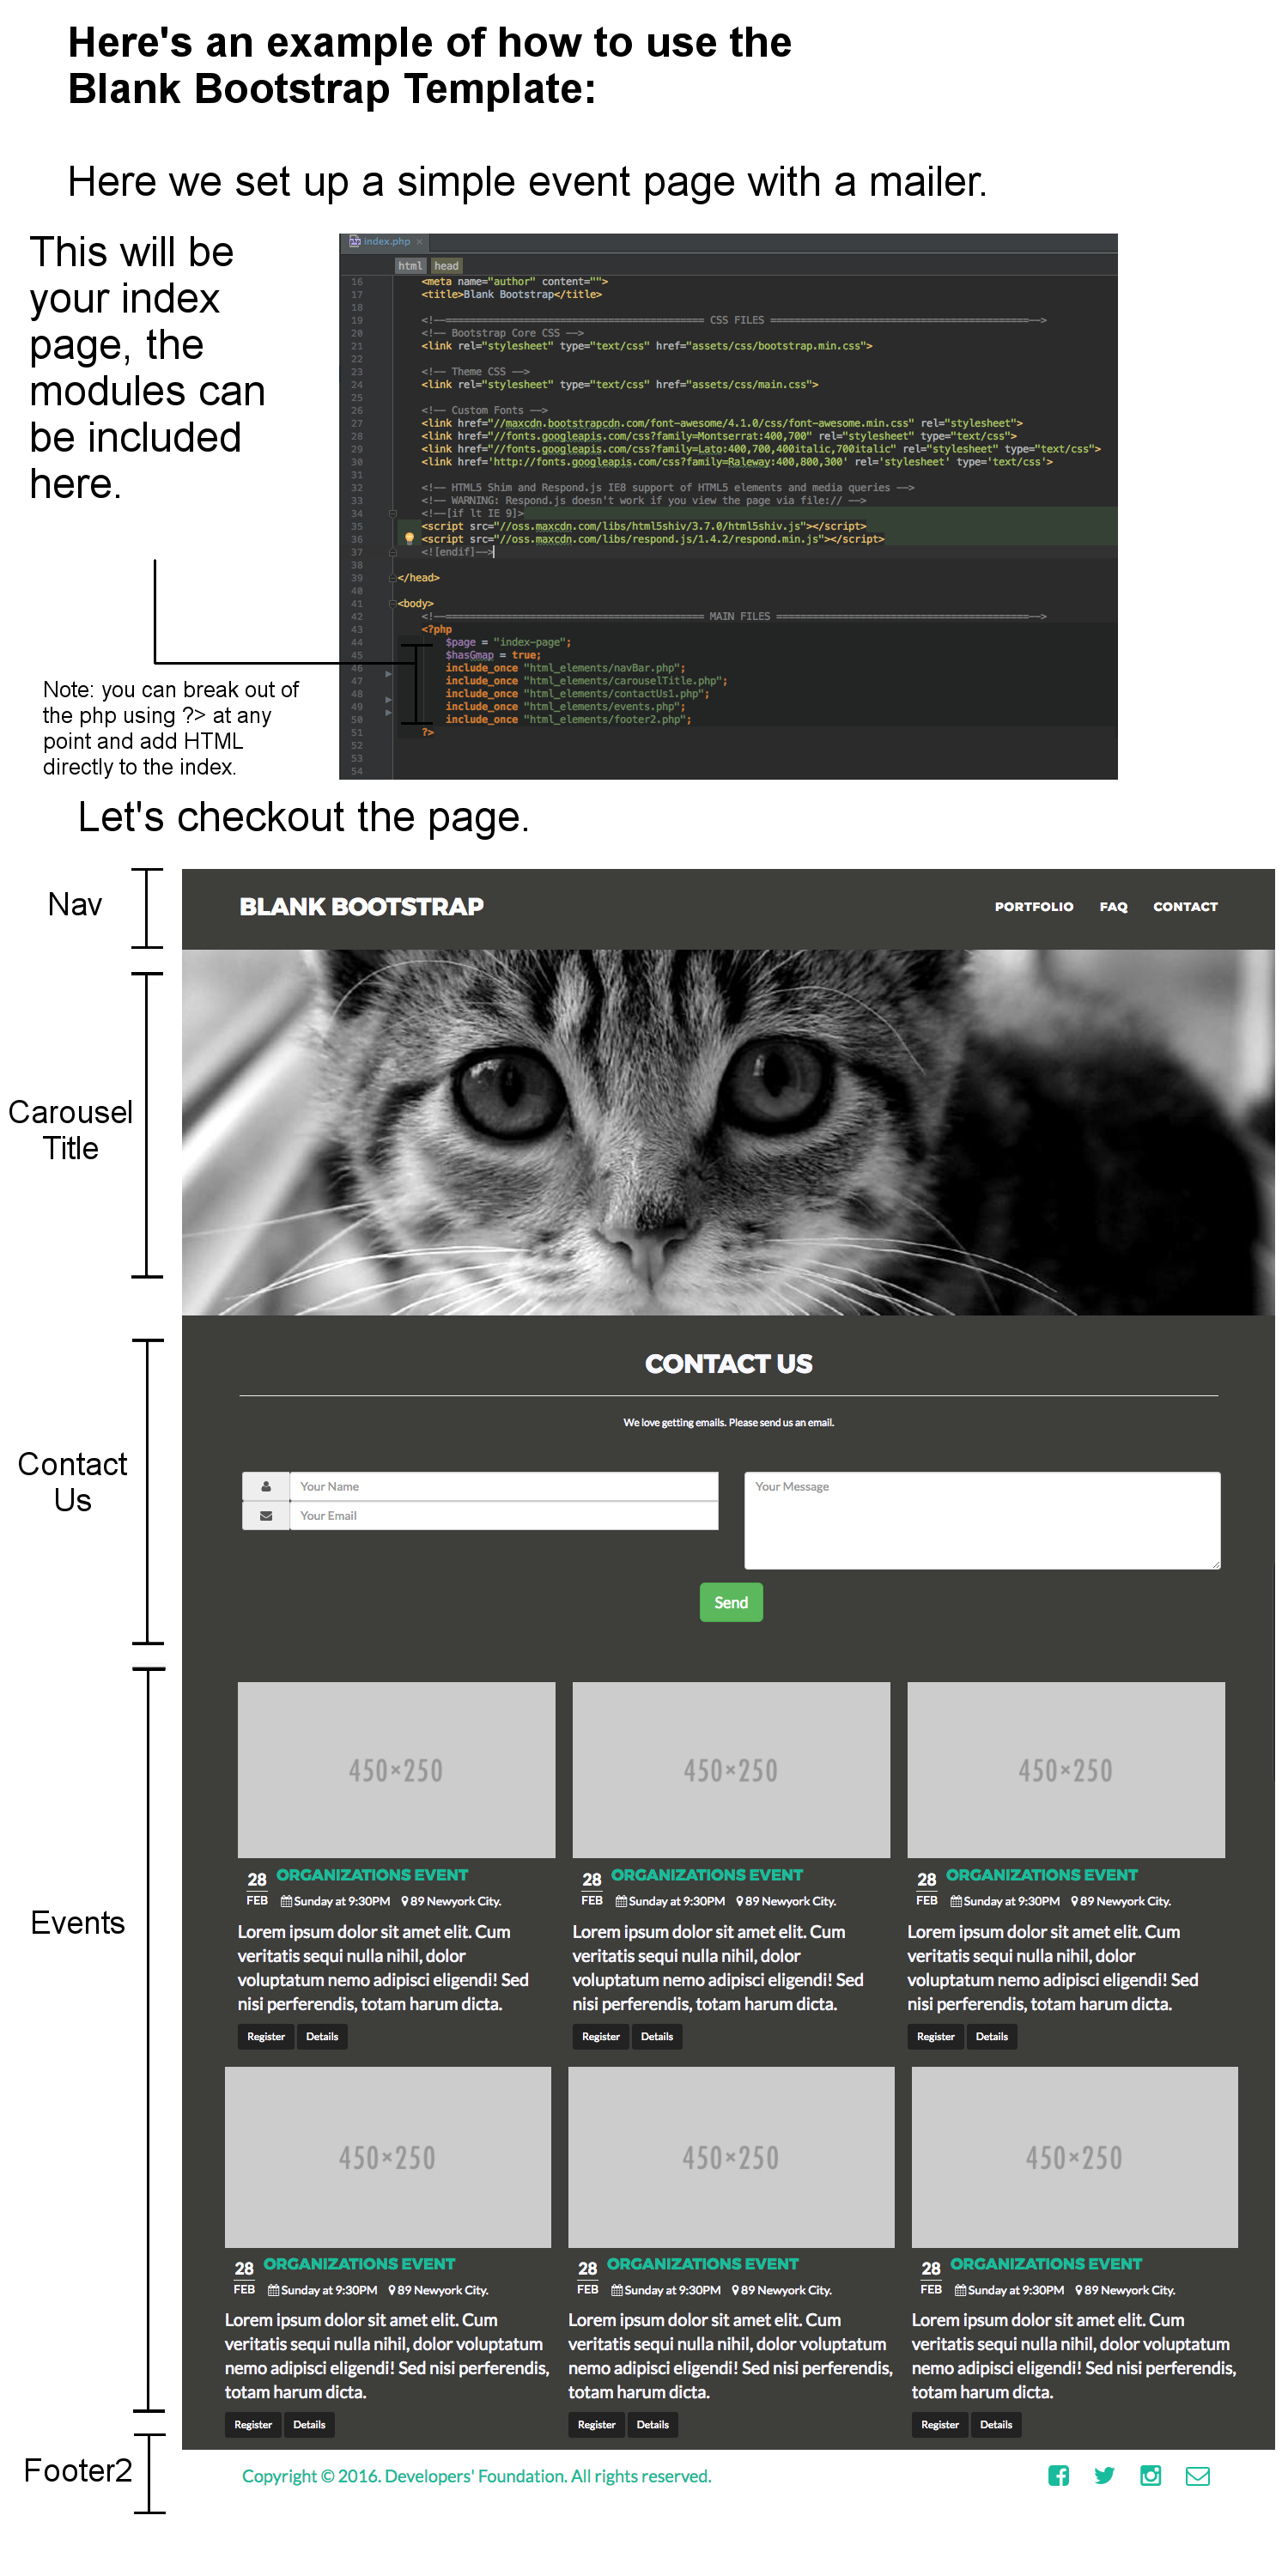 Here's an example of how to use the
Blank Bootstrap Template:
Here we set up a simple event page with a mailer.
This will be
your index
page, the
modules can
be included
here.
Note: you can break out of
the php using ?> at any
point and add HTML
directly to the index.
index.php ×
html head
16 <meta name="author" content="">
17 <title>Blank Bootstrap</title>
18
19 <!--========================================= CSS FILES =========================================-->
20 <!-- Bootstrap Core CSS -->
21 <link rel="stylesheet" type="text/css" href="assets/css/bootstrap.min.css">
22
23 <!-- Theme CSS -->
24 <link rel="stylesheet" type="text/css" href="assets/css/main.css">
25
26 <!-- Custom Fonts -->
27 <link href="//maxcdn.bootstrapcdn.com/font-awesome/4.1.0/css/font-awesome.min.css" rel="stylesheet">
28 <link href="//fonts.googleapis.com/css?family=Montserrat:400,700" rel="stylesheet" type="text/css">
29 <link href="//fonts.googleapis.com/css?family=Lato:400,700,400italic,700italic" rel="stylesheet" type="text/css">
30 <link href='http://fonts.googleapis.com/css?family=Raleway:400,800,300' rel='stylesheet' type='text/css'>
31
32 <!-- HTML5 Shim and Respond.js IE8 support of HTML5 elements and media queries -->
33 <!-- WARNING: Respond.js doesn't work if you view the page via file:// -->
34 <!--[if lt IE 9]>
35 <script src="//oss.maxcdn.com/libs/html5shiv/3.7.0/html5shiv.js"></script>
36 <script src="//oss.maxcdn.com/libs/respond.js/1.4.2/respond.min.js"></script>
37 <![endif]-->
38
39 </head>
40
41 <body>
42 <!--========================================= MAIN FILES =========================================-->
43 <?php
44 $page = "index-page";
45 $hasGmap = true;
46 include_once "html_elements/navBar.php";
47 include_once "html_elements/carouselTitle.php";
48 include_once "html_elements/contactUs1.php";
49 include_once "html_elements/events.php";
50 include_once "html_elements/footer2.php";
51 ?>
52
53
54
Let's checkout the page.
Nav
BLANK BOOTSTRAP PORTFOLIO FAQ CONTACT
Carousel
Title
Contact
Us
CONTACT US
We love getting emails. Please send us an email.
Your Name
Your Email
Your Message
Send
Events
450×250 450×250 450×250
28 ORGANIZATIONS EVENT 28 ORGANIZATIONS EVENT 28 ORGANIZATIONS EVENT
FEB Sunday at 9:30PM 89 Newyork City. FEB Sunday at 9:30PM 89 Newyork City. FEB Sunday at 9:30PM 89 Newyork City.
Lorem ipsum dolor sit amet elit. Cum Lorem ipsum dolor sit amet elit. Cum Lorem ipsum dolor sit amet elit. Cum
veritatis sequi nulla nihil, dolor veritatis sequi nulla nihil, dolor veritatis sequi nulla nihil, dolor
voluptatum nemo adipisci eligendi! Sed voluptatum nemo adipisci eligendi! Sed voluptatum nemo adipisci eligendi! Sed
nisi perferendis, totam harum dicta. nisi perferendis, totam harum dicta. nisi perferendis, totam harum dicta.
Register Details Register Details Register Details
450×250 450×250 450×250
28 ORGANIZATIONS EVENT 28 ORGANIZATIONS EVENT 28 ORGANIZATIONS EVENT
FEB Sunday at 9:30PM 89 Newyork City. FEB Sunday at 9:30PM 89 Newyork City. FEB Sunday at 9:30PM 89 Newyork City.
Lorem ipsum dolor sit amet elit. Cum Lorem ipsum dolor sit amet elit. Cum Lorem ipsum dolor sit amet elit. Cum
veritatis sequi nulla nihil, dolor voluptatum veritatis sequi nulla nihil, dolor voluptatum veritatis sequi nulla nihil, dolor voluptatum
nemo adipisci eligendi! Sed nisi perferendis, nemo adipisci eligendi! Sed nisi perferendis, nemo adipisci eligendi! Sed nisi perferendis,
totam harum dicta. totam harum dicta. totam harum dicta.
Register Details Register Details Register Details
Footer2
Copyright © 2016. Developers' Foundation. All rights reserved.